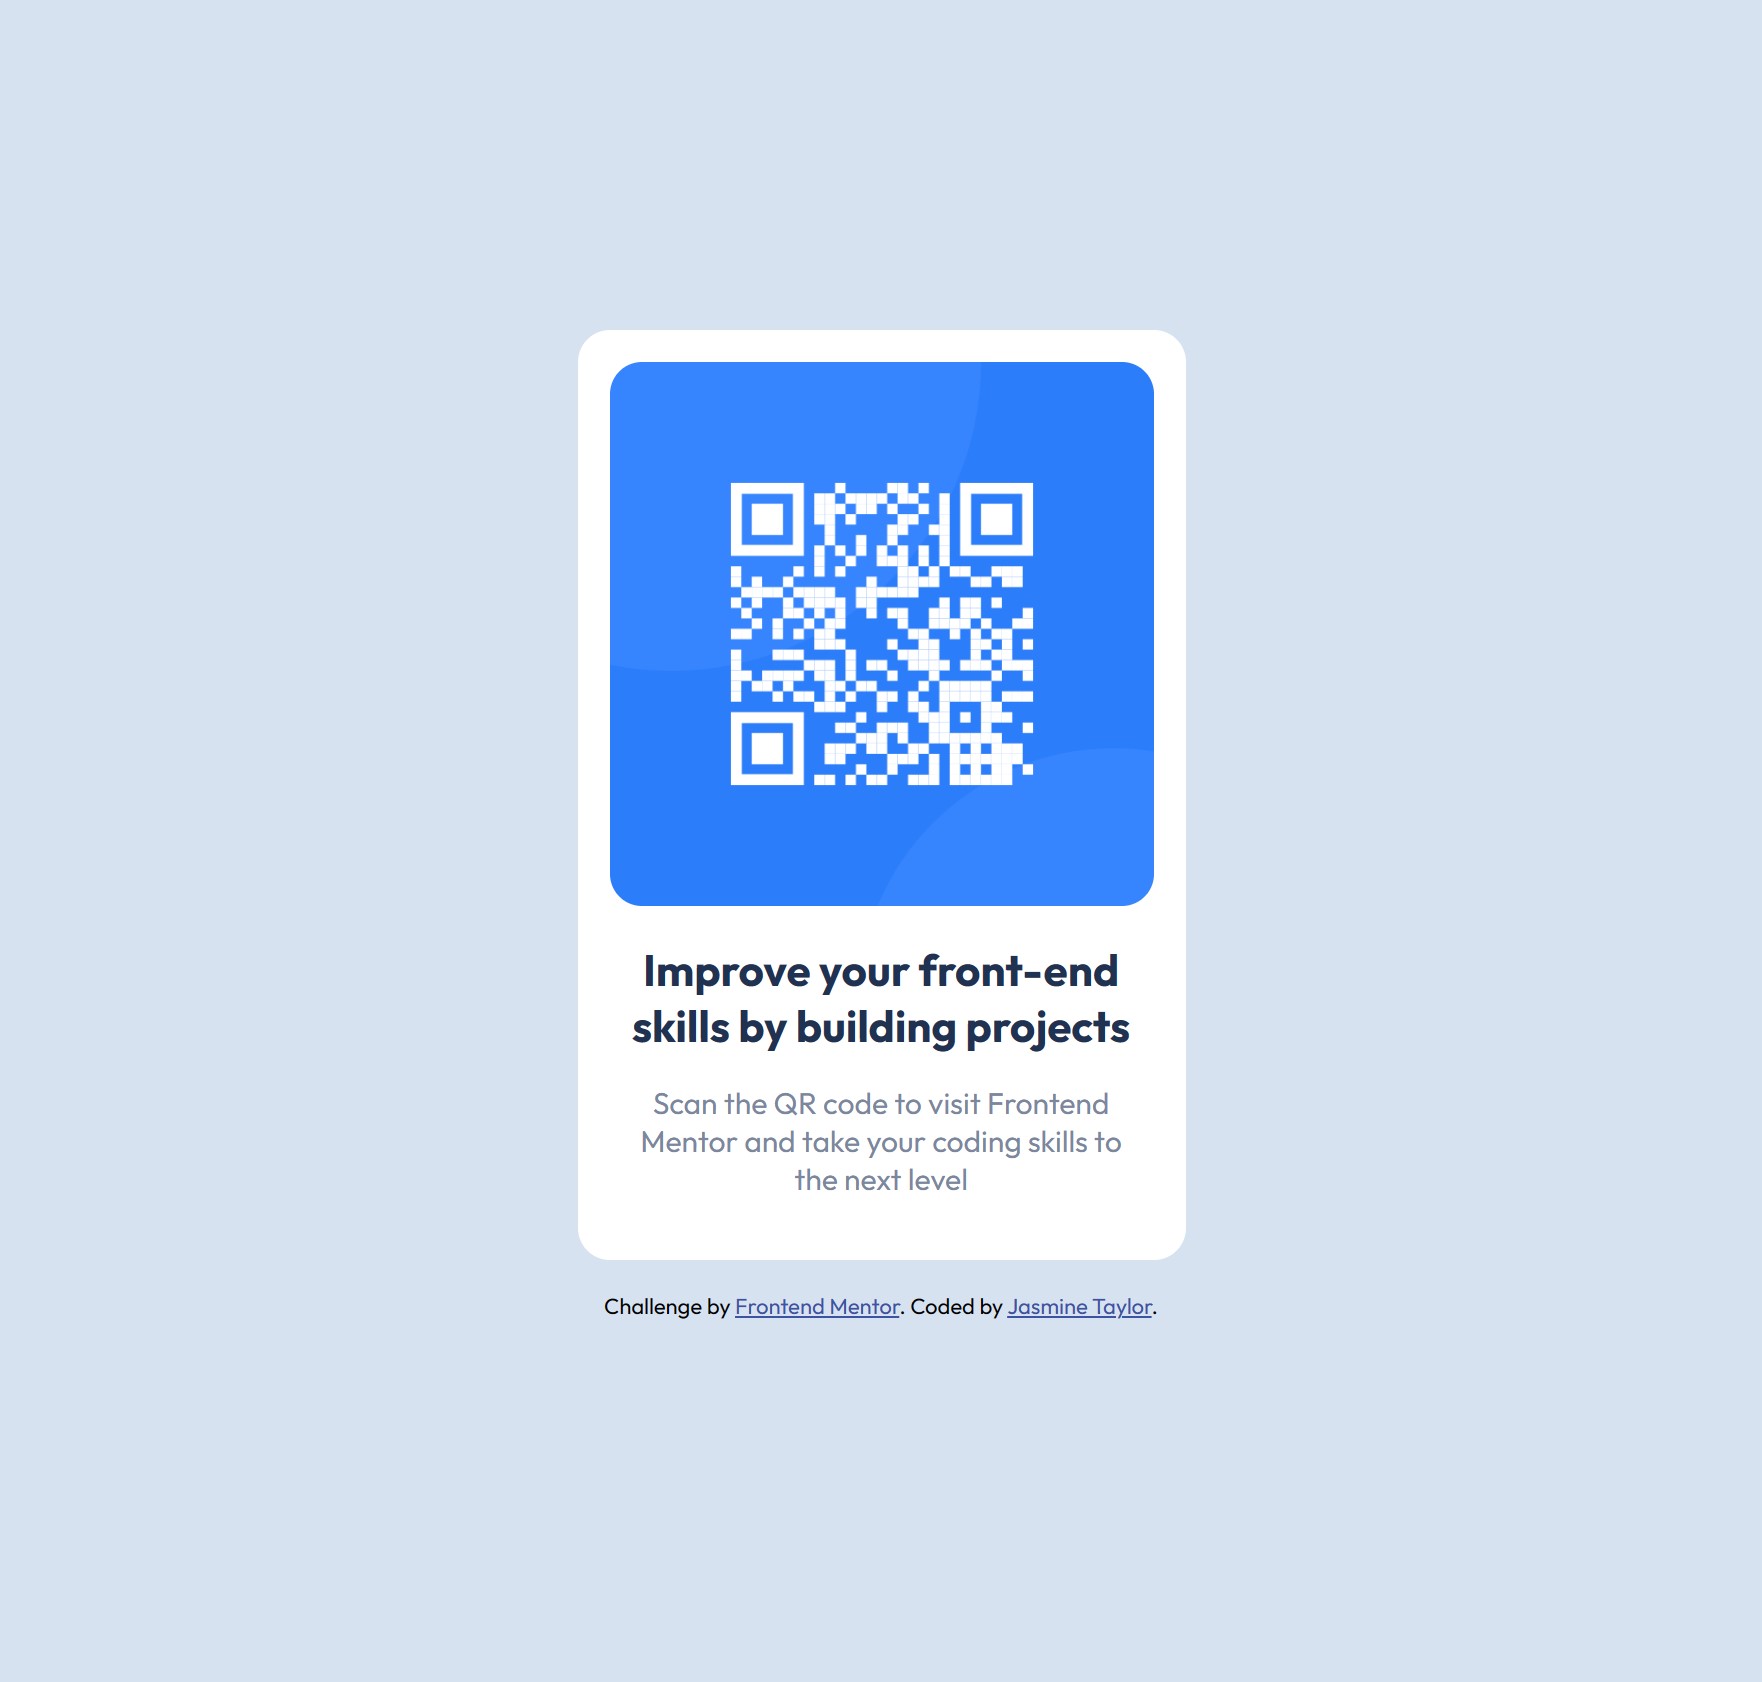 Improve your front-end
skills by building projects
Scan the QR code to visit Frontend
Mentor and take your coding skills to
the next level
Challenge by Frontend Mentor. Coded by Jasmine Taylor.